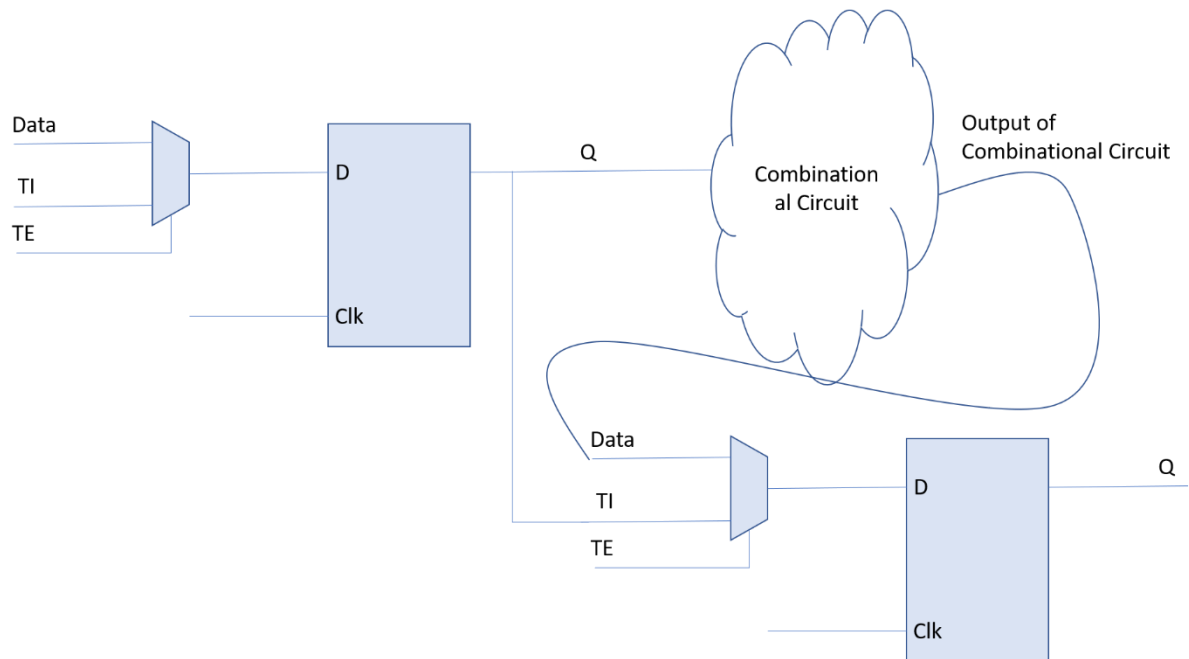 Data
TI
TE
D
Clk
Q
Combination
al Circuit
Output of
Combinational Circuit
Data
TI
TE
D
Clk
Q